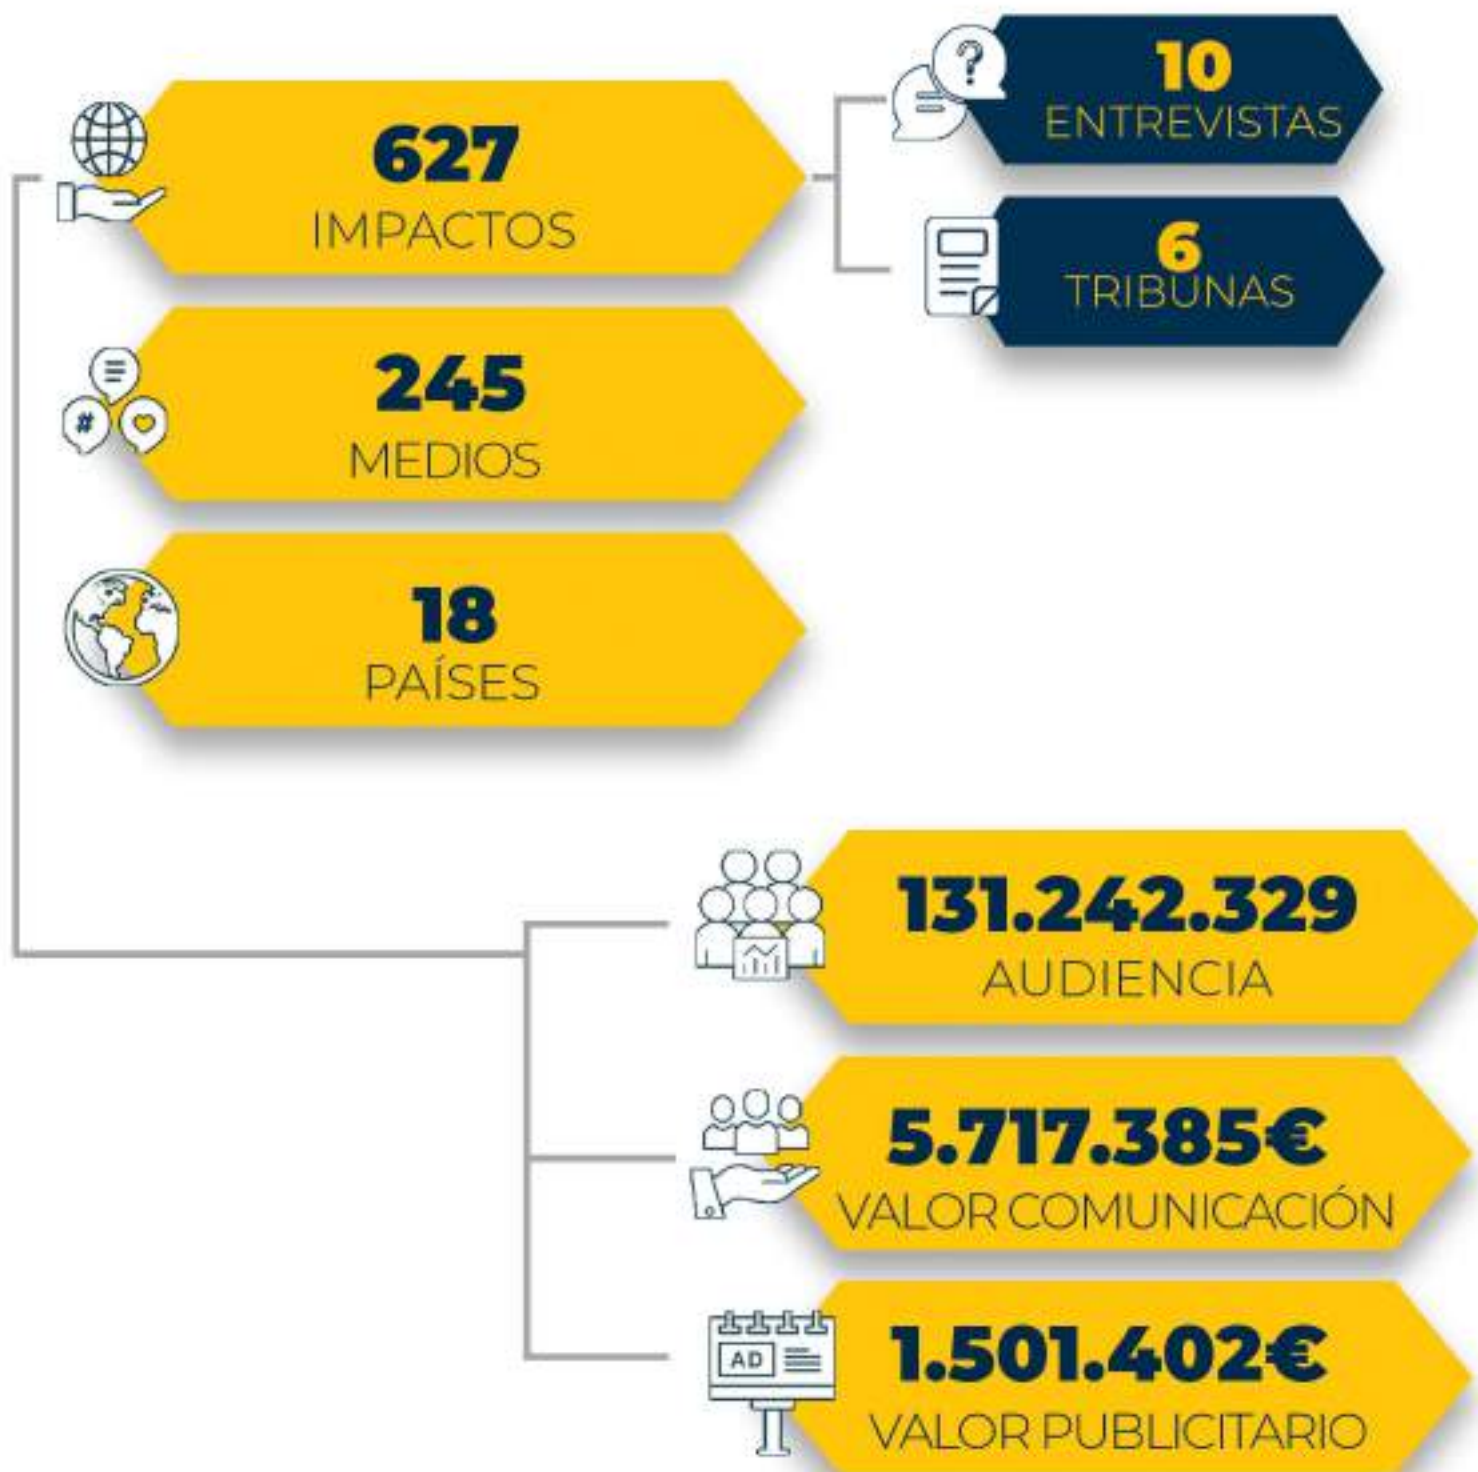 627
IMPACTOS
10
ENTREVISTAS
6
TRIBUNAS
245
MEDIOS
#
18
PAÍSES
131.242.329
AUDIENCIA
5.717.385€
VALOR COMUNICACIÓN
AD
1.501.402€
VALOR PUBLICITARIO